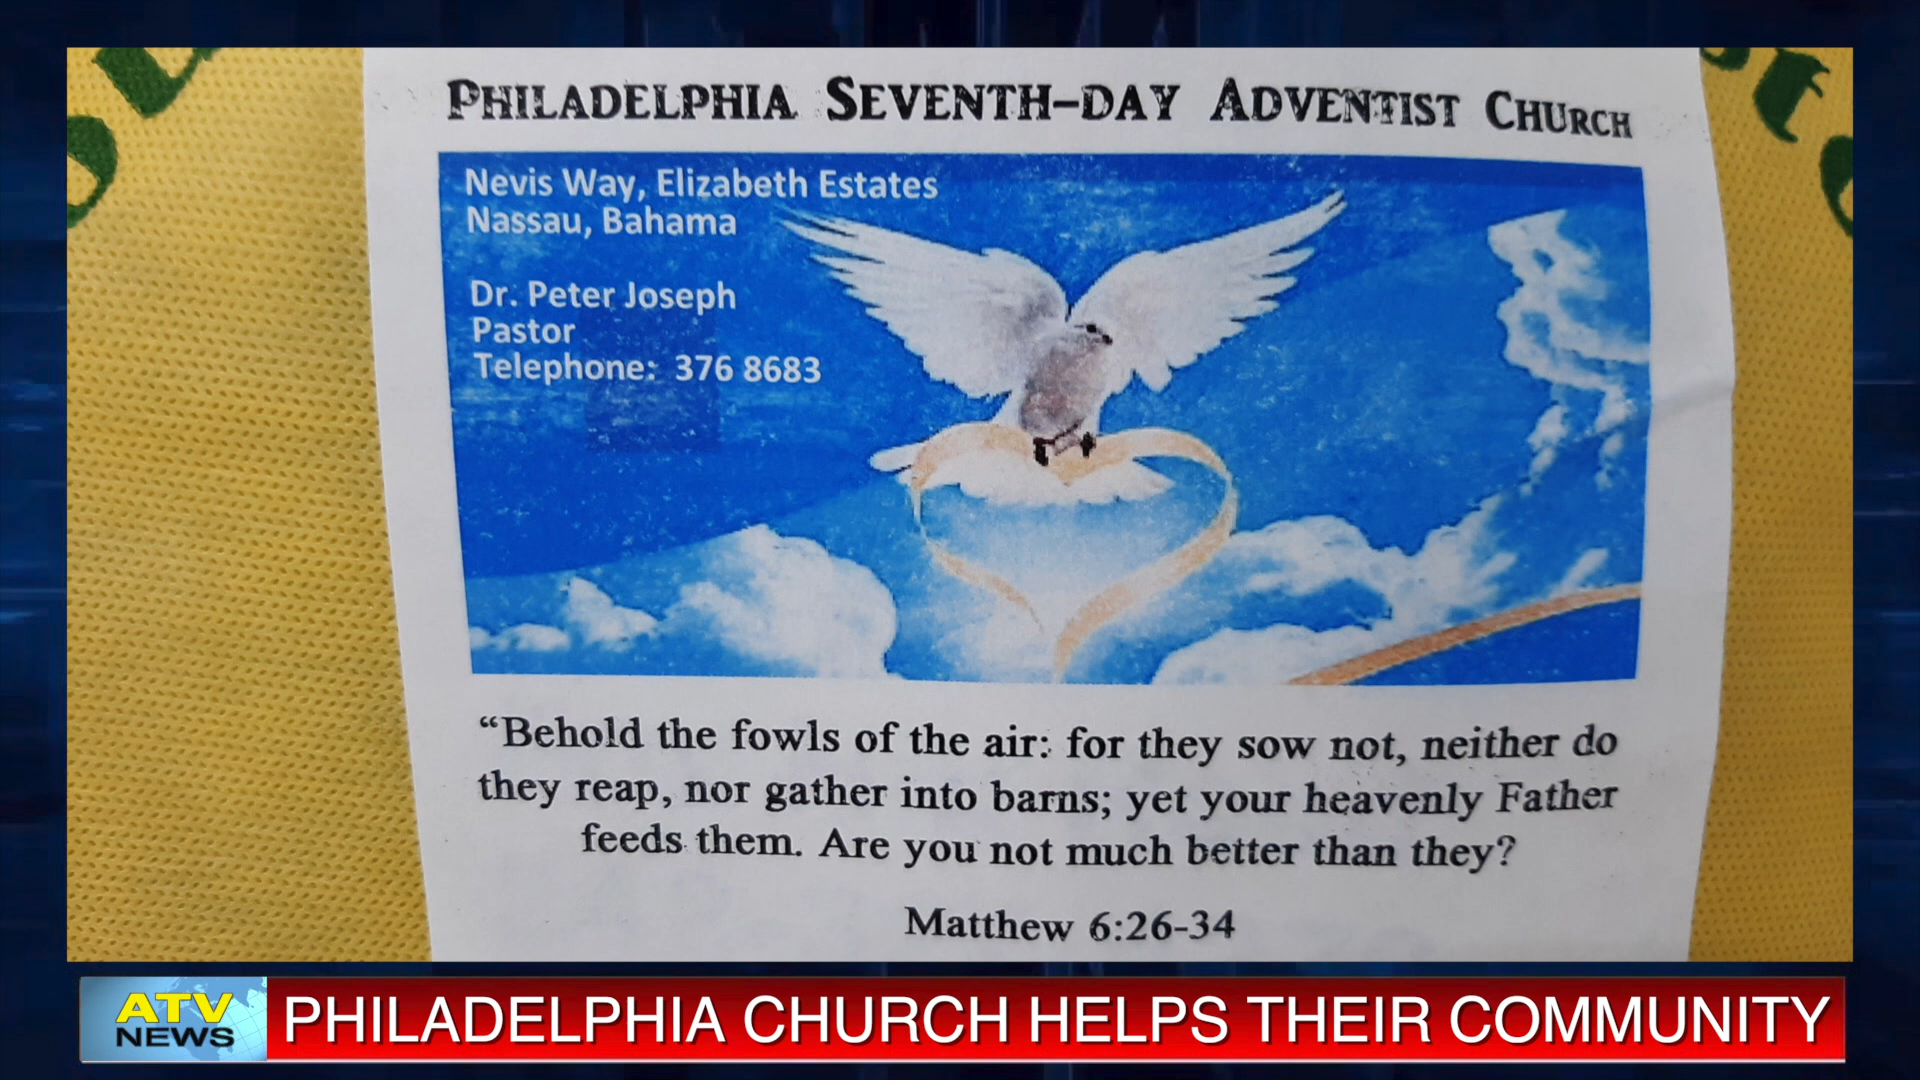 PHILADELPHIA SEVENTH-DAY ADVENTIST CHURCH
Nevis Way, Elizabeth Estates
Nassau, Bahama
Dr. Peter Joseph
Pastor
Telephone: 376 8683
“Behold the fowls of the air: for they sow not, neither do
they reap, nor gather into barns; yet your heavenly Father
feeds them. Are you not much better than they?
Matthew 6:26-34
ATV
NEWS
PHILADELPHIA CHURCH HELPS THEIR COMMUNITY